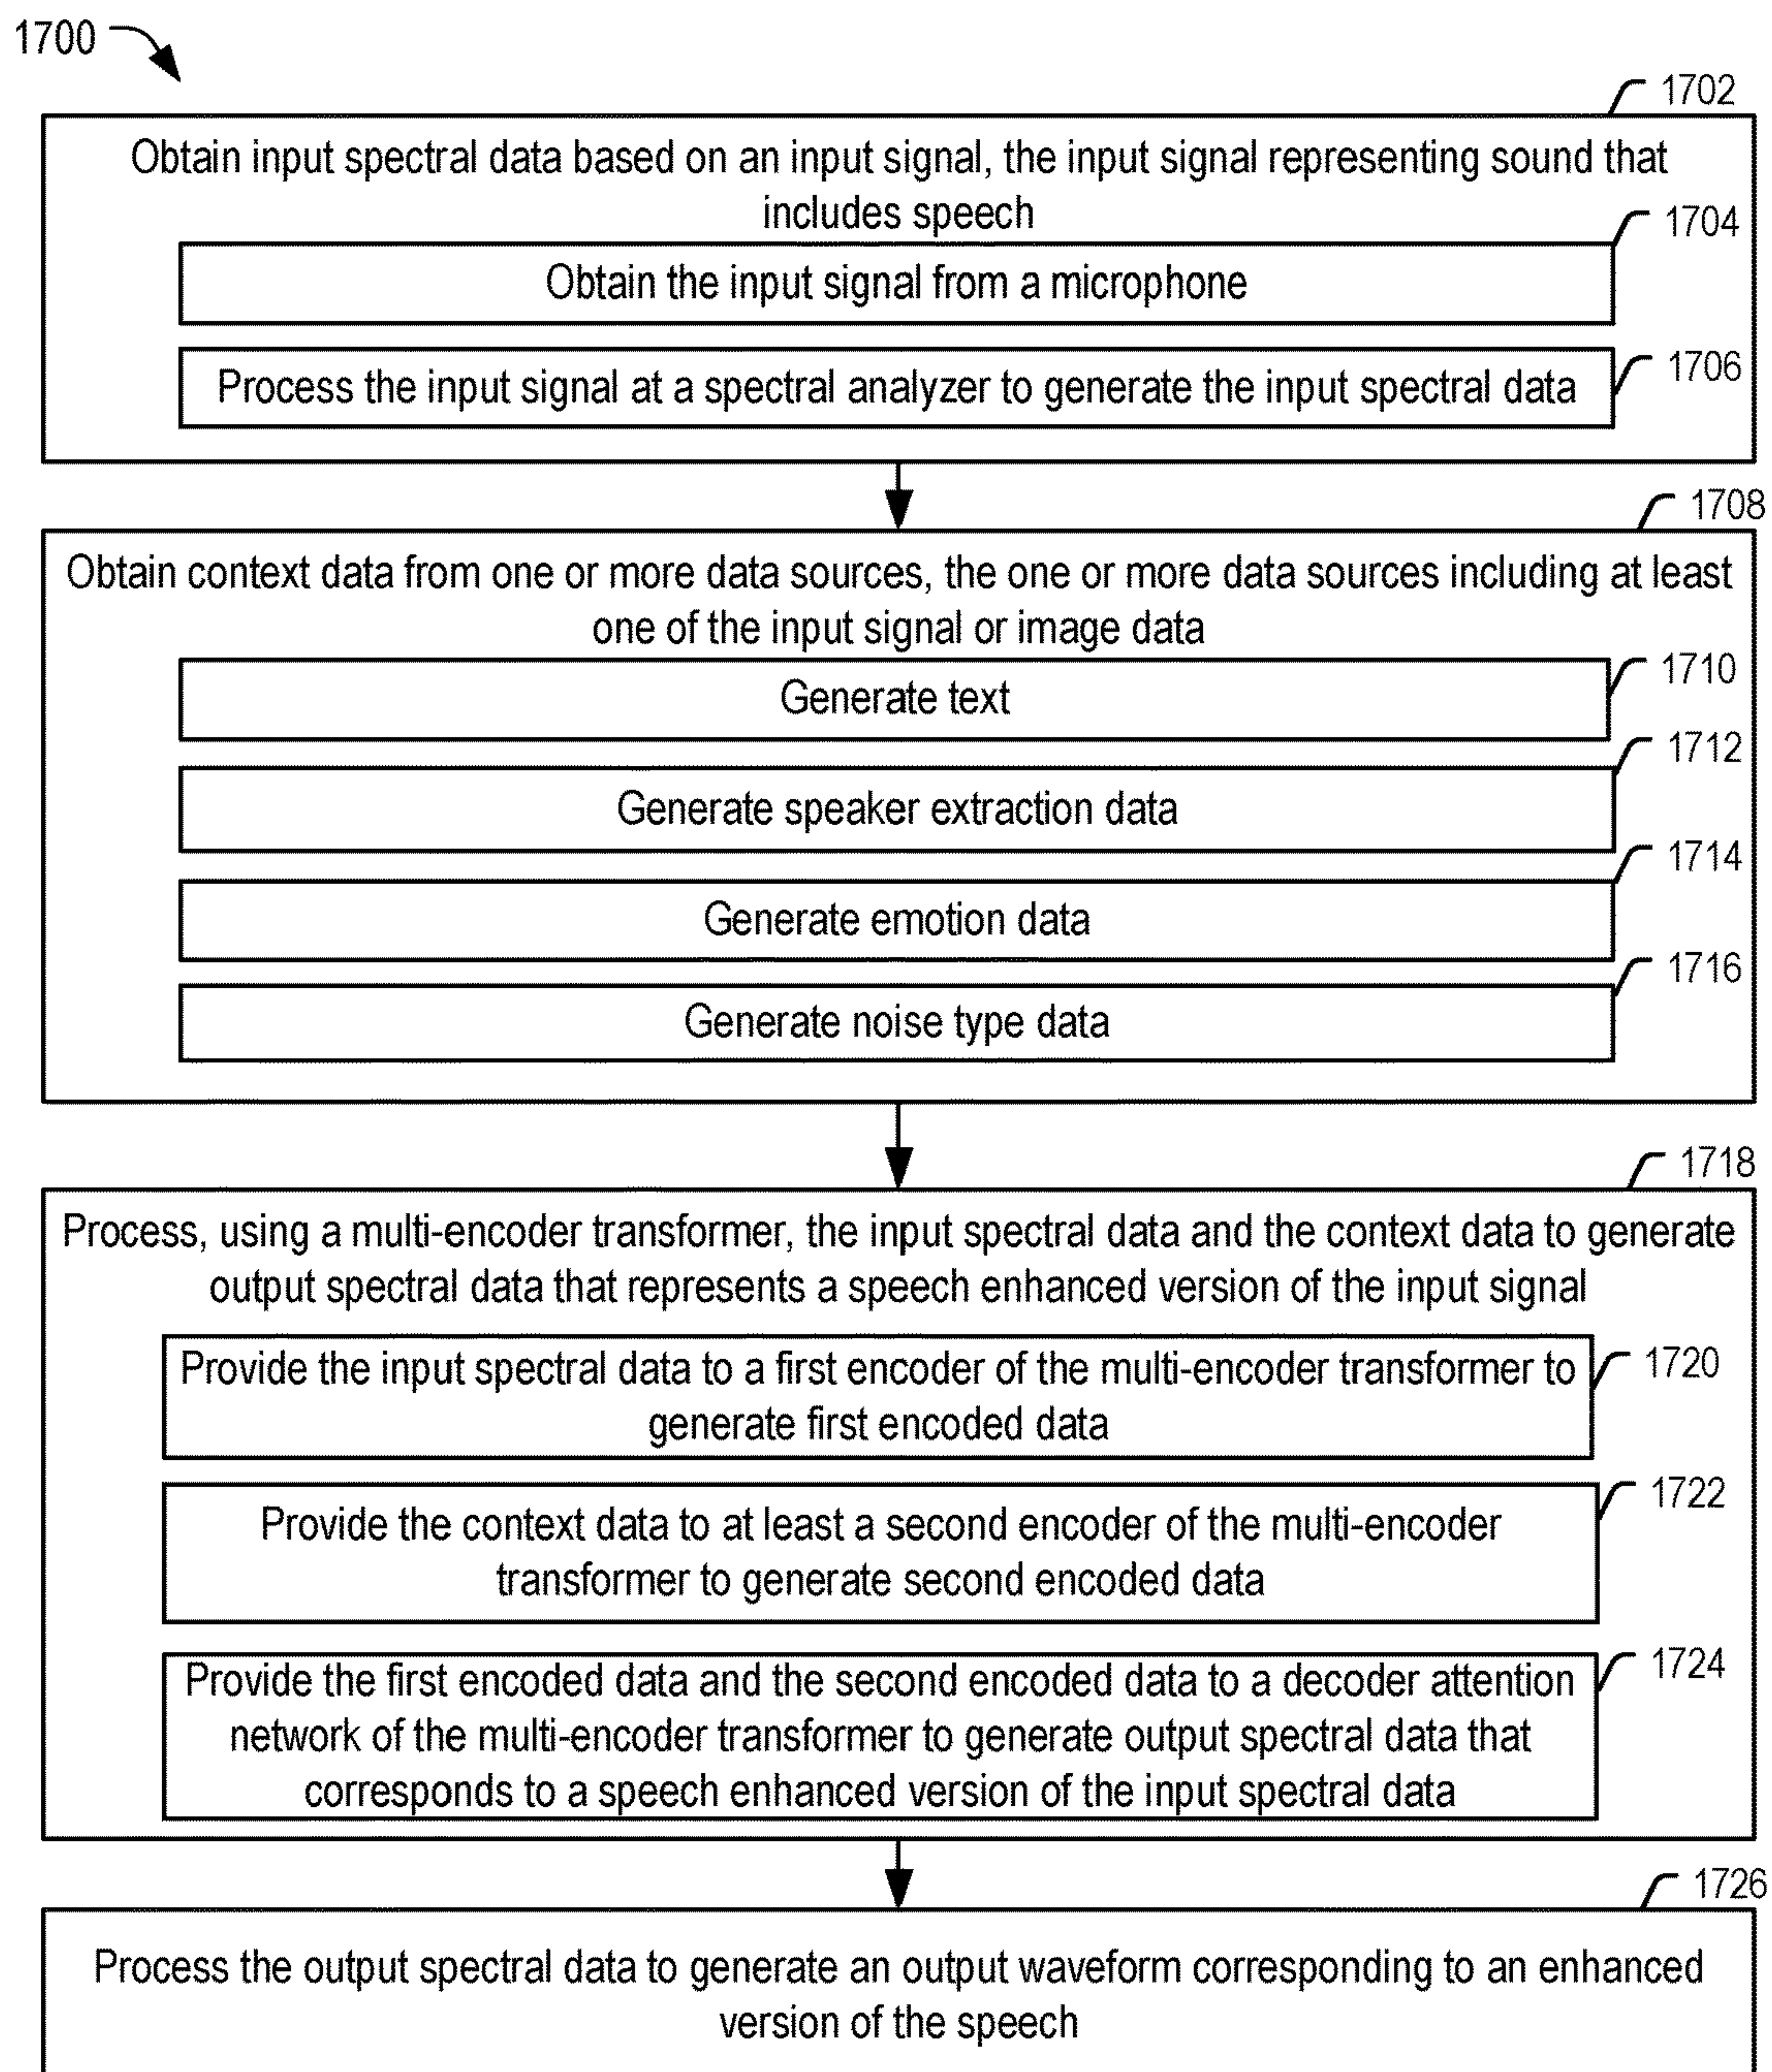 1700
1702
Obtain input spectral data based on an input signal, the input signal representing sound that
includes speech
1704
Obtain the input signal from a microphone
1706
Process the input signal at a spectral analyzer to generate the input spectral data
1708
Obtain context data from one or more data sources, the one or more data sources including at least
one of the input signal or image data
1710
Generate text
1712
Generate speaker extraction data
1714
Generate emotion data
1716
Generate noise type data
1718
Process, using a multi-encoder transformer, the input spectral data and the context data to generate
output spectral data that represents a speech enhanced version of the input signal
1720
Provide the input spectral data to a first encoder of the multi-encoder transformer to
generate first encoded data
1722
Provide the context data to at least a second encoder of the multi-encoder
transformer to generate second encoded data
1724
Provide the first encoded data and the second encoded data to a decoder attention
network of the multi-encoder transformer to generate output spectral data that
corresponds to a speech enhanced version of the input spectral data
1726
Process the output spectral data to generate an output waveform corresponding to an enhanced
version of the speech